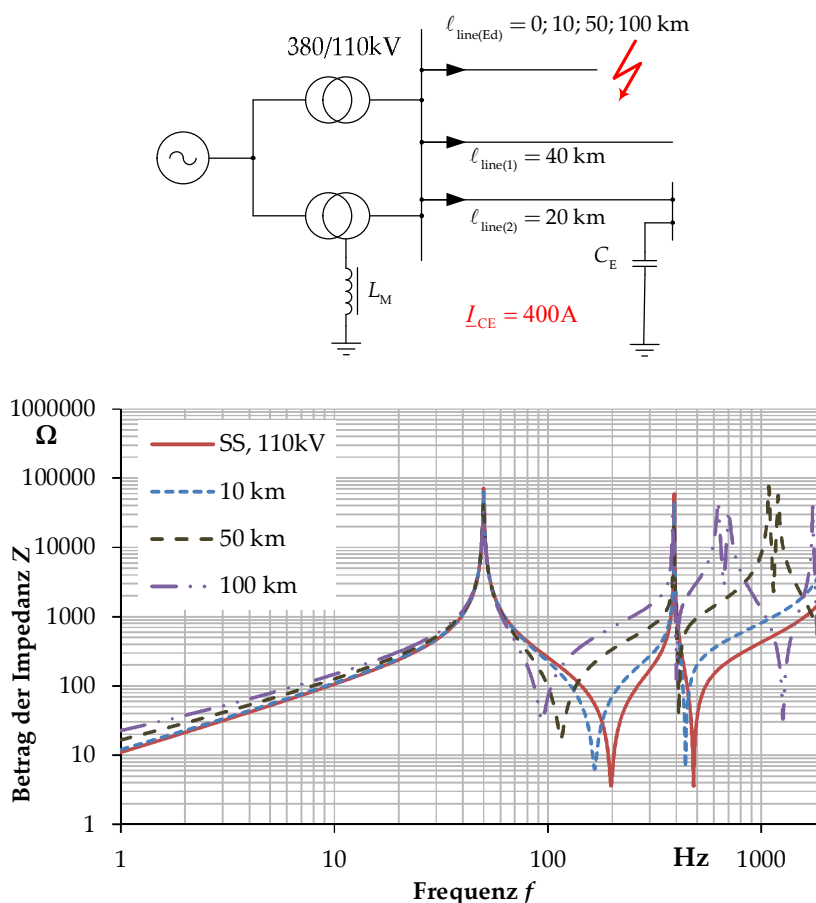 ℓline(Ed) = 0; 10; 50; 100 km
380/110kV
ℓline(1) = 40 km
ℓline(2) = 20 km
CE
LM
ICE = 400A
1000000
Ω
100000
10000
1000
100
10
1
SS, 110kV
10 km
50 km
100 km
Betrag der Impedanz Z
1
10
100
Hz
1000
Frequenz f